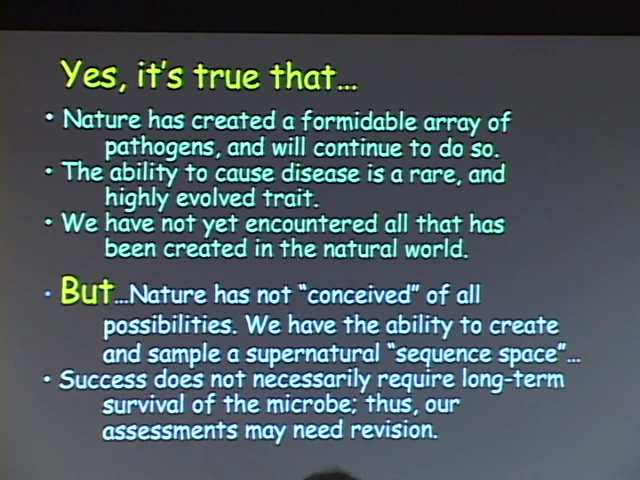 Yes, it's true that...
• Nature has created a formidable array of
pathogens, and will continue to do so.
• The ability to cause disease is a rare, and
highly evolved trait.
• We have not yet encountered all that has
been created in the natural world.
• But...Nature has not “conceived” of all
possibilities. We have the ability to create
and sample a supernatural “sequence space”...
• Success does not necessarily require long-term
survival of the microbe; thus, our
assessments may need revision.